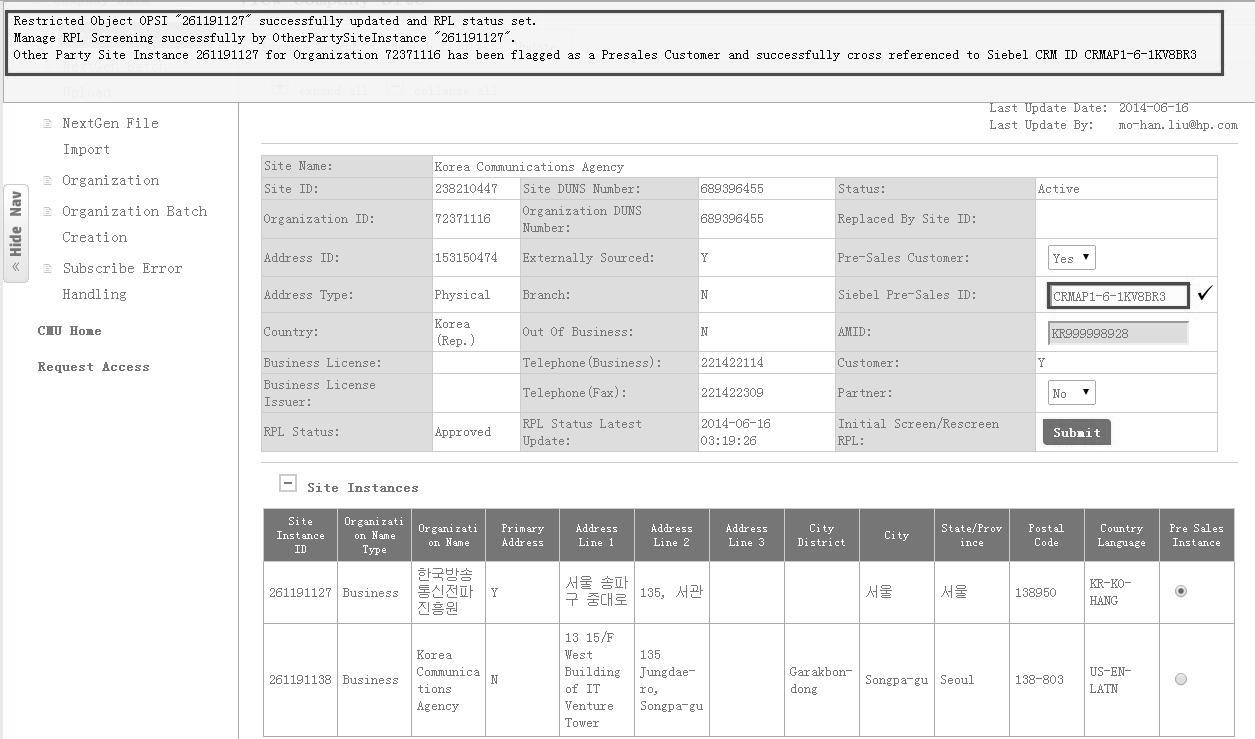 Restricted Object OPSI "261191127" successfully updated and RPL status set.
Manage RPL Screening successfully by OtherPartySiteInstance "261191127".
Other Party Site Instance 261191127 for Organization 72371116 has been flagged as a Presales Customer and successfully cross referenced to Siebel CRM ID CRMAP1-6-1KV8BR3
Upload
expand all collapse all
Last Update Date: 2014-06-16
Last Update By: mo-han.liu@hp.com
NextGen File
Import
Organization
Organization Batch
Creation
Subscribe Error
Handling
CMU Home
Request Access
Hide Nav
«
Site Name: Korea Communications Agency
Site ID: 238210447 Site DUNS Number: 689396455 Status: Active
Organization ID: 72371116 Organization DUNS Number: 689396455 Replaced By Site ID:
Address ID: 153150474 Externally Sourced: Y Pre-Sales Customer: Yes
Address Type: Physical Branch: N Siebel Pre-Sales ID: CRMAP1-6-1KV8BR3
Country: Korea (Rep.) Out Of Business: N AMID: KR999998928
Business License: Telephone(Business): 221422114 Customer: Y
Business License Issuer: Telephone(Fax): 221422309 Partner: No
RPL Status: Approved RPL Status Latest Update: 2014-06-16 03:19:26 Initial Screen/Rescreen RPL: Submit
Site Instances
Site Instance ID Organizati on Name Type Organizati on Name Primary Address Address Line 1 Address Line 2 Address Line 3 City District City State/Prov ince Postal Code Country Language Pre Sales Instance
261191127 Business 한국방송통신전파진흥원 Y 서울 송파구 중대로 135, 서관 서울 서울 138950 KR-KO-HANG
261191138 Business Korea Communica tions Agency N 13 15/F West Building of IT Venture Tower 135 Jungdae-ro, Songpa-gu Garakbon-dong Songpa-gu Seoul 138-803 US-EN-LATN